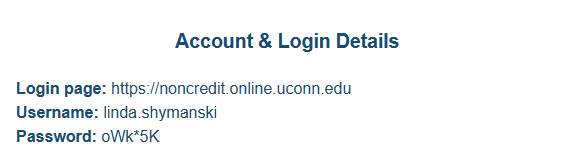 Account & Login Details
Login page: https://noncredit.online.uconn.edu
Username: linda.shymanski
Password: oWk*5K